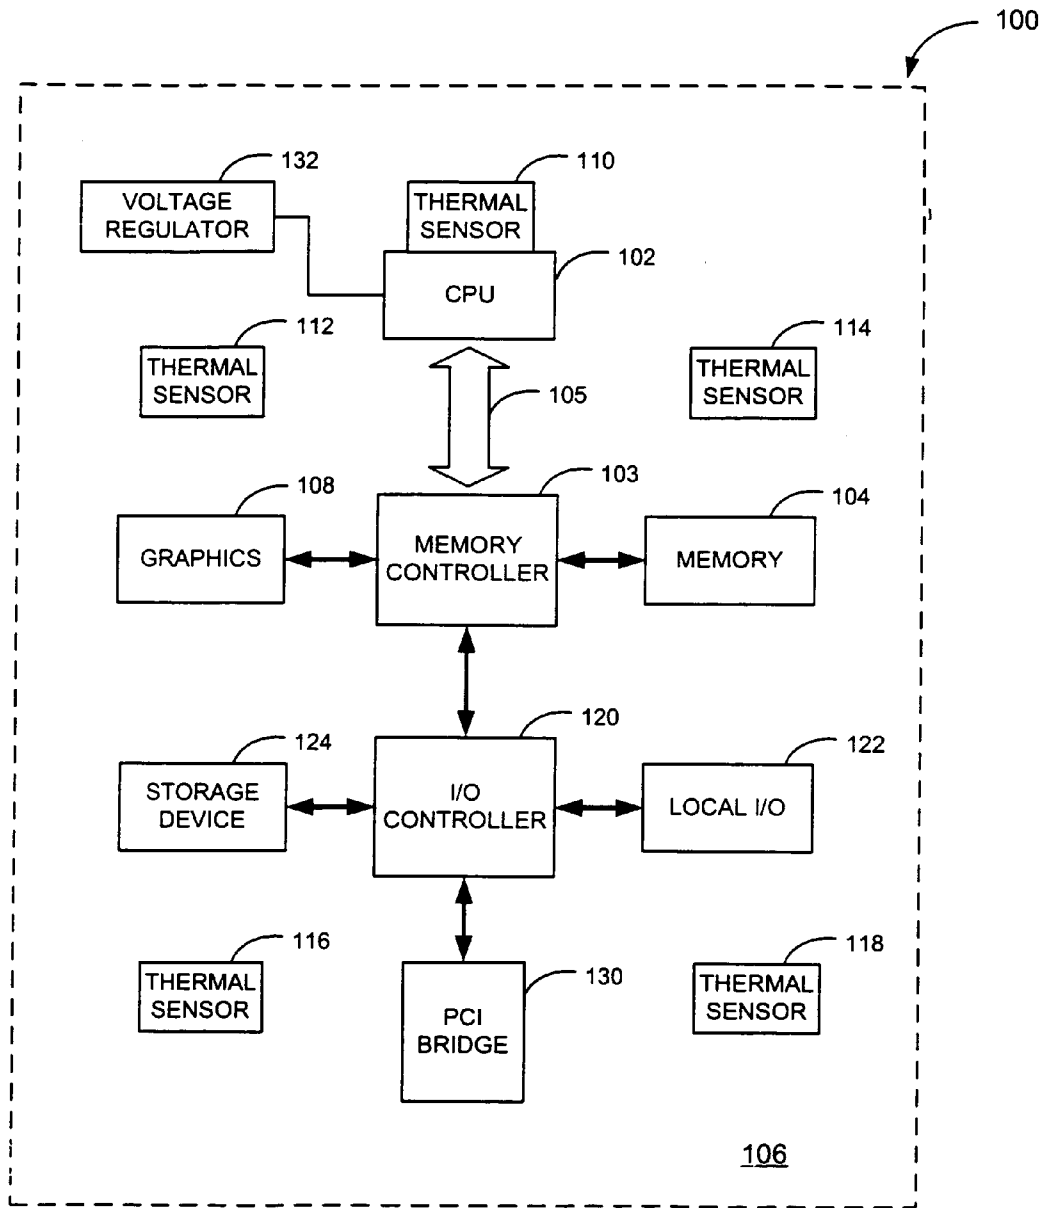 100
132
110
VOLTAGE
REGULATOR
THERMAL
SENSOR
102
CPU
112
114
THERMAL
SENSOR
THERMAL
SENSOR
105
103
108
104
GRAPHICS
MEMORY
CONTROLLER
MEMORY
120
124
122
STORAGE
DEVICE
I/O
CONTROLLER
LOCAL I/O
116
118
130
THERMAL
SENSOR
PCI
BRIDGE
THERMAL
SENSOR
106